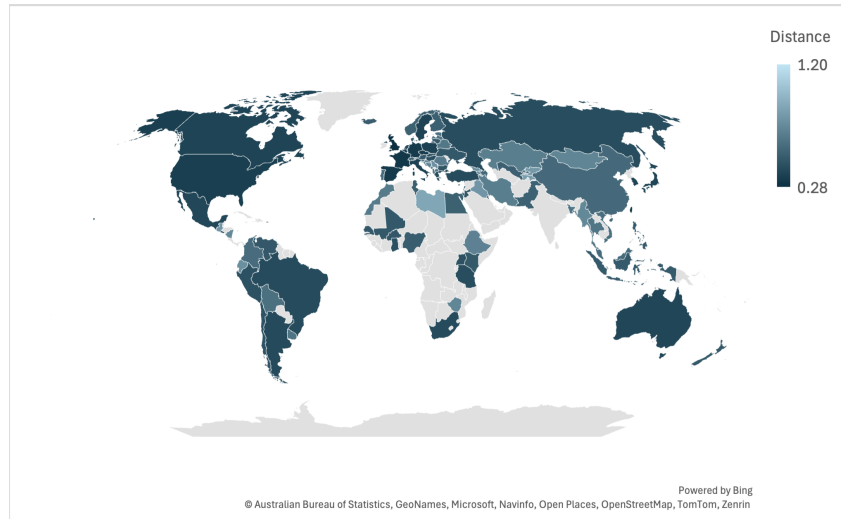 Distance
1.20
0.28
Powered by Bing
© Australian Bureau of Statistics, GeoNames, Microsoft, Navinfo, Open Places, OpenStreetMap, TomTom, Zenrin